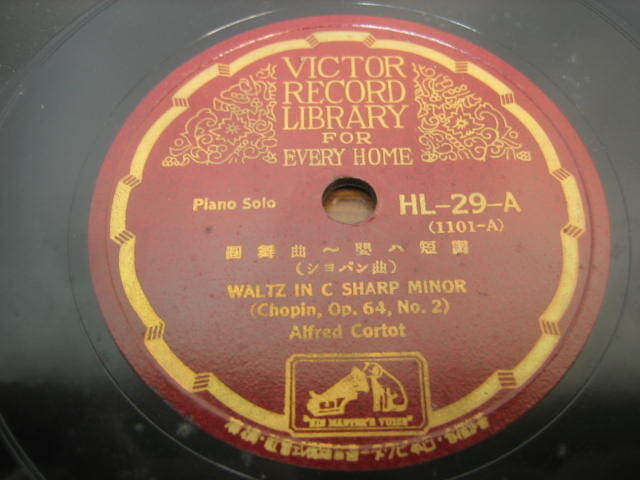 VICTOR
RECORD
LIBRARY
FOR
EVERY HOME
Piano Solo
HL-29-A
(1101-A)
圓舞曲〜嬰ハ短調
(ショパン曲)
WALTZ IN C SHARP MINOR
(Chopin, Op. 64, No. 2)
Alfred Cortot
"HIS MASTER'S VOICE"